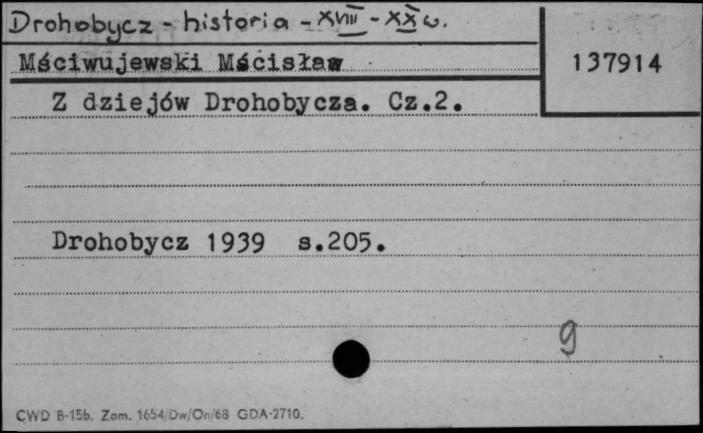 Drohobycz - historia - XVIII - XX w.
Mściwujewski Mścisław
137914
Z dziejów Drohobycza. Cz.2.
Drohobycz 1939 s.205.
9
CWD B-15b. Zam. 1654/Dw/On/68 GDA-2710.